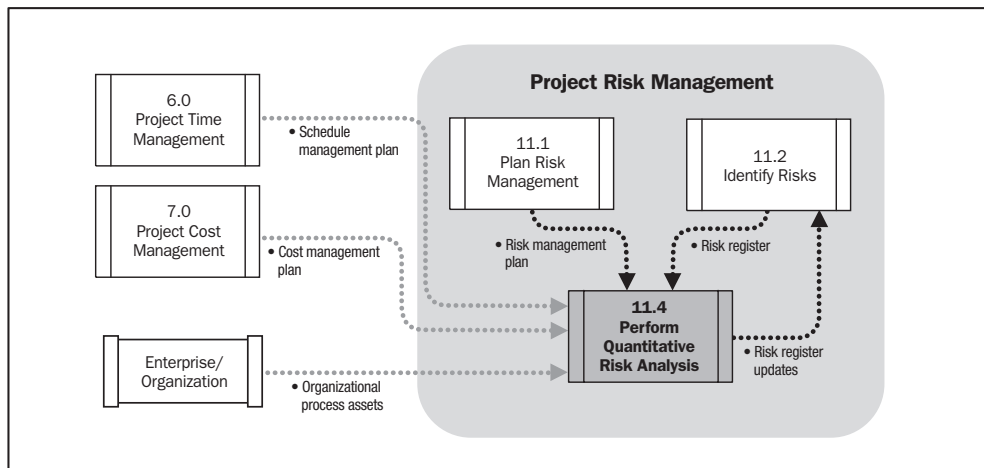 Project Risk Management
6.0
Project Time
Management
• Schedule
management plan
11.1
Plan Risk
Management
11.2
Identify Risks
7.0
Project Cost
Management
• Cost management
plan
• Risk management
plan
• Risk register
11.4
Perform
Quantitative
Risk Analysis
• Risk register
updates
Enterprise/
Organization
• Organizational
process assets